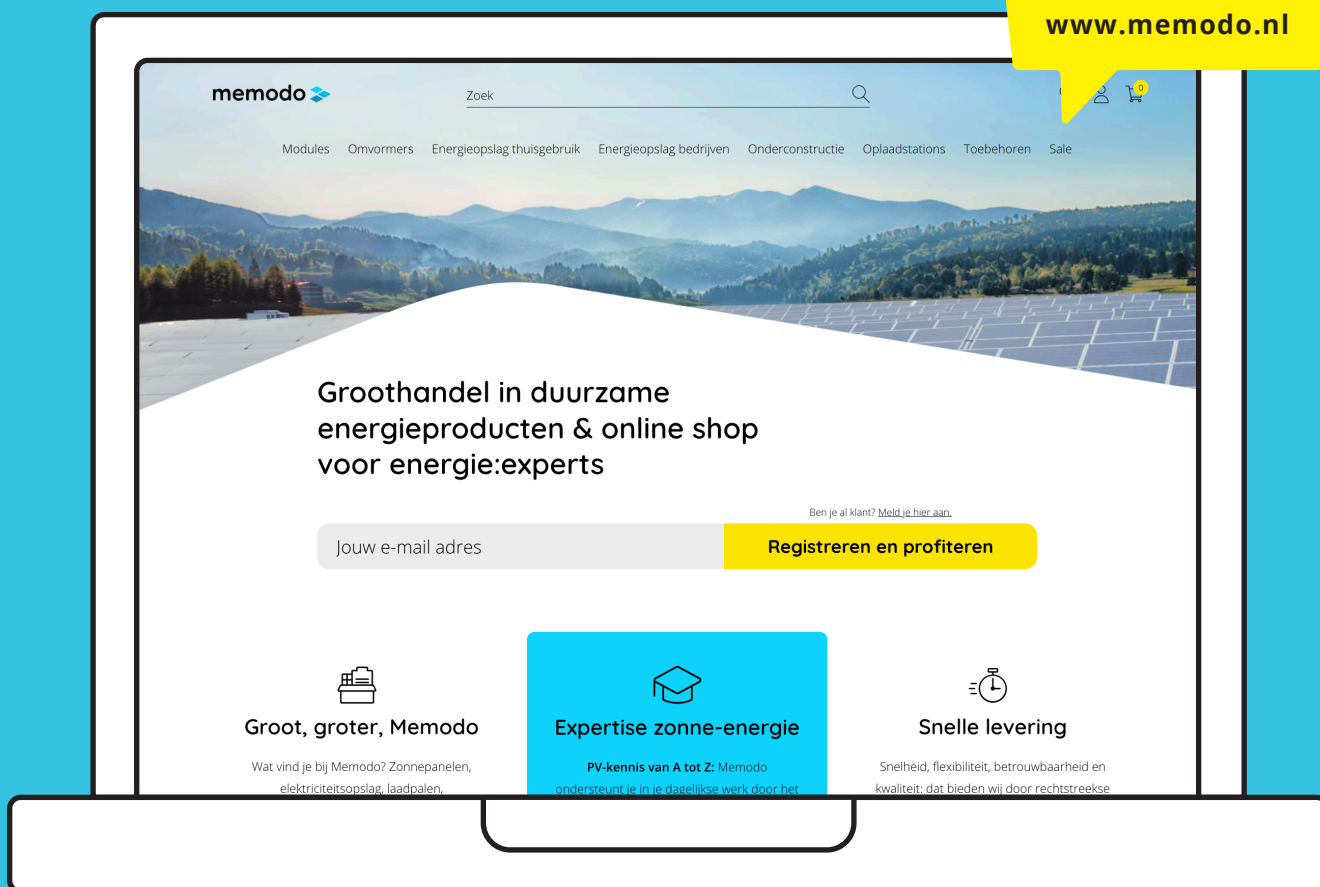 www.memodo.nl
memodo
Zoek
0
Modules Omvormers Energieopslag thuisgebruik Energieopslag bedrijven Onderconstructie Oplaadstations Toebehoren Sale
Groothandel in duurzame
energieproducten & online shop
voor energie:experts
Ben je al klant? Meld je hier aan.
Jouw e-mail adres
Registreren en profiteren
Groot, groter, Memodo
Wat vind je bij Memodo? Zonnepanelen,
elektriciteitsopslag, laadpalen,
Expertise zonne-energie
PV-kennis van A tot Z: Memodo
ondersteunt je in je dagelijkse werk door het
Snelle levering
Snelheid, flexibiliteit, betrouwbaarheid en
kwaliteit: dat bieden wij door rechtstreekse